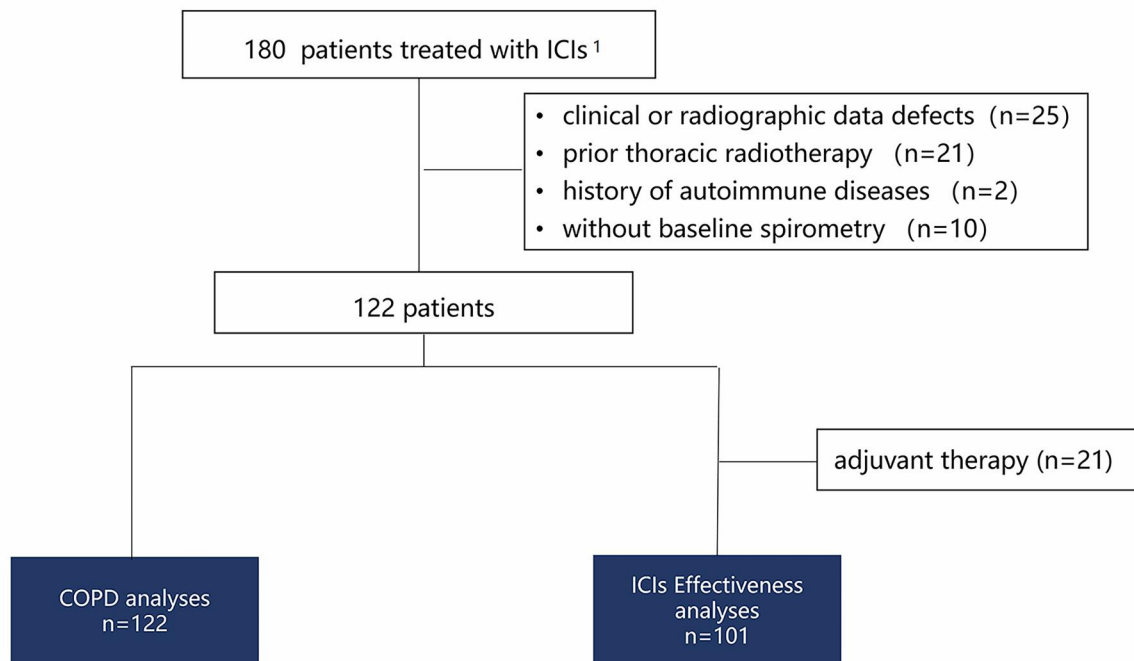 180 patients treated with ICIs ¹
• clinical or radiographic data defects (n=25)
• prior thoracic radiotherapy (n=21)
• history of autoimmune diseases (n=2)
• without baseline spirometry (n=10)
122 patients
adjuvant therapy (n=21)
COPD analyses
n=122
ICIs Effectiveness
analyses
n=101